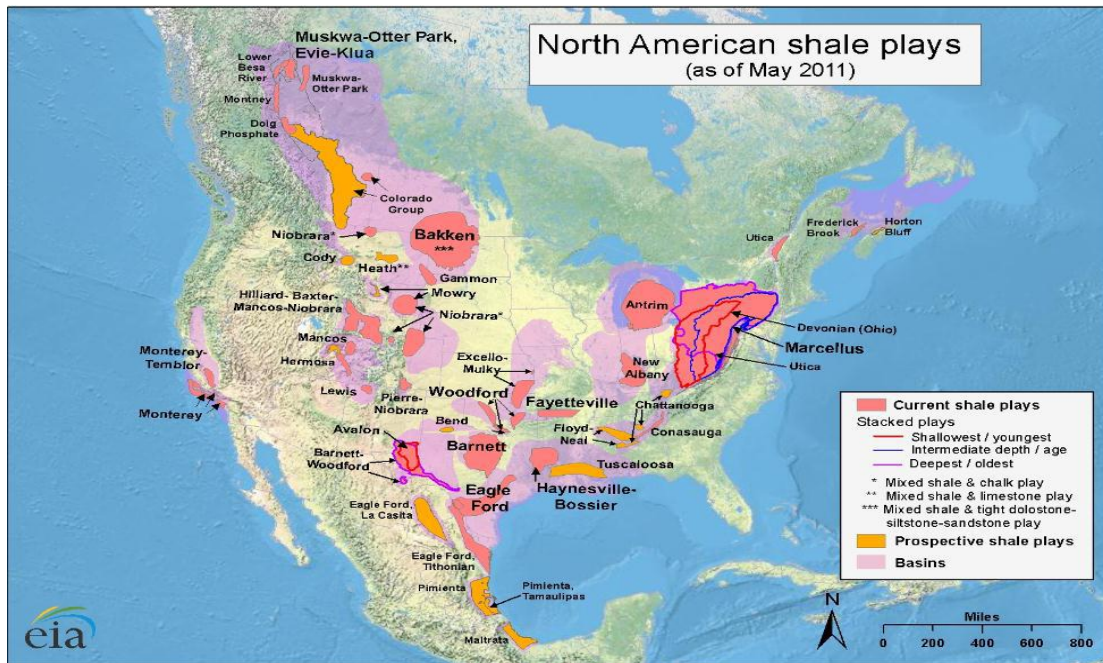 North American shale plays
(as of May 2011)
Muskwa-Otter Park,
Evie-Klua
Lower
Besa
River
Muskwa-
Otter Park
Montney
Doig
Phosphate
Colorado
Group
Niobrara*
Bakken
***
Cody
Heath**
Gammon
Mowry
Hilliard-Baxter-
Mancos-Niobrara
Niobrara*
Mancos
Hermosa
Monterey-
Temblor
Monterey
Lewis
Pierre-
Niobrara
Excello-
Mulky
Woodford
Fayetteville
Bend
Avalon
Barnett
Barnett-
Woodford
Eagle
Ford
Haynesville-
Bossier
Eagle Ford,
La Casita
Eagle Ford,
Tithonian
Pimienta
Pimienta,
Tamaulipas
Maltrata
Antrim
New
Albany
Chattanooga
Floyd-
Neal
Conasauga
Tuscaloosa
Devonian (Ohio)
Marcellus
Utica
Utica
Frederick
Brook
Horton
Bluff
Current shale plays
Stacked plays
Shallowest / youngest
Intermediate depth / age
Deepest / oldest
* Mixed shale & chalk play
** Mixed shale & limestone play
*** Mixed shale & tight dolostone-
siltstone-sandstone play
Prospective shale plays
Basins
N
Miles
0 200 400 600 800
eia